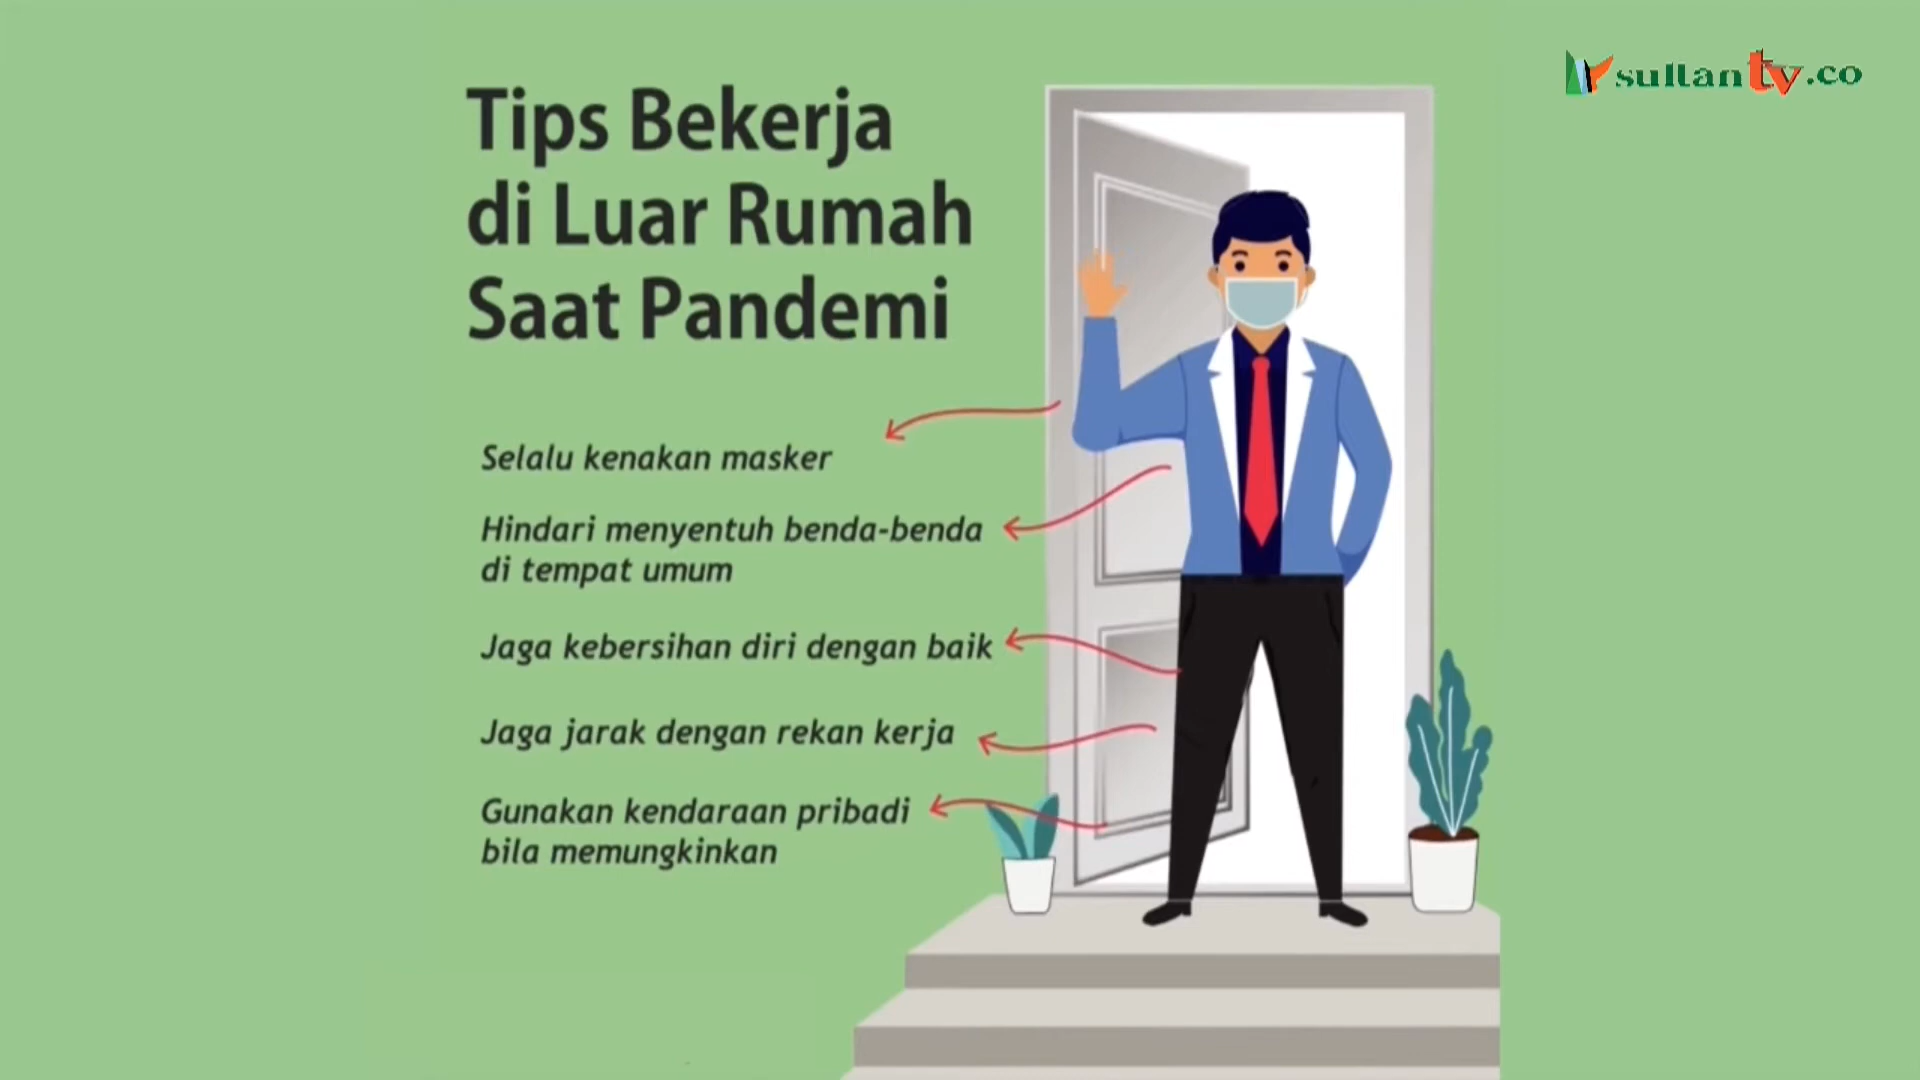 Tips Bekerja
di Luar Rumah
Saat Pandemi
Selalu kenakan masker
Hindari menyentuh benda-benda
di tempat umum
Jaga kebersihan diri dengan baik
Jaga jarak dengan rekan kerja
Gunakan kendaraan pribadi
bila memungkinkan
sultantv.co